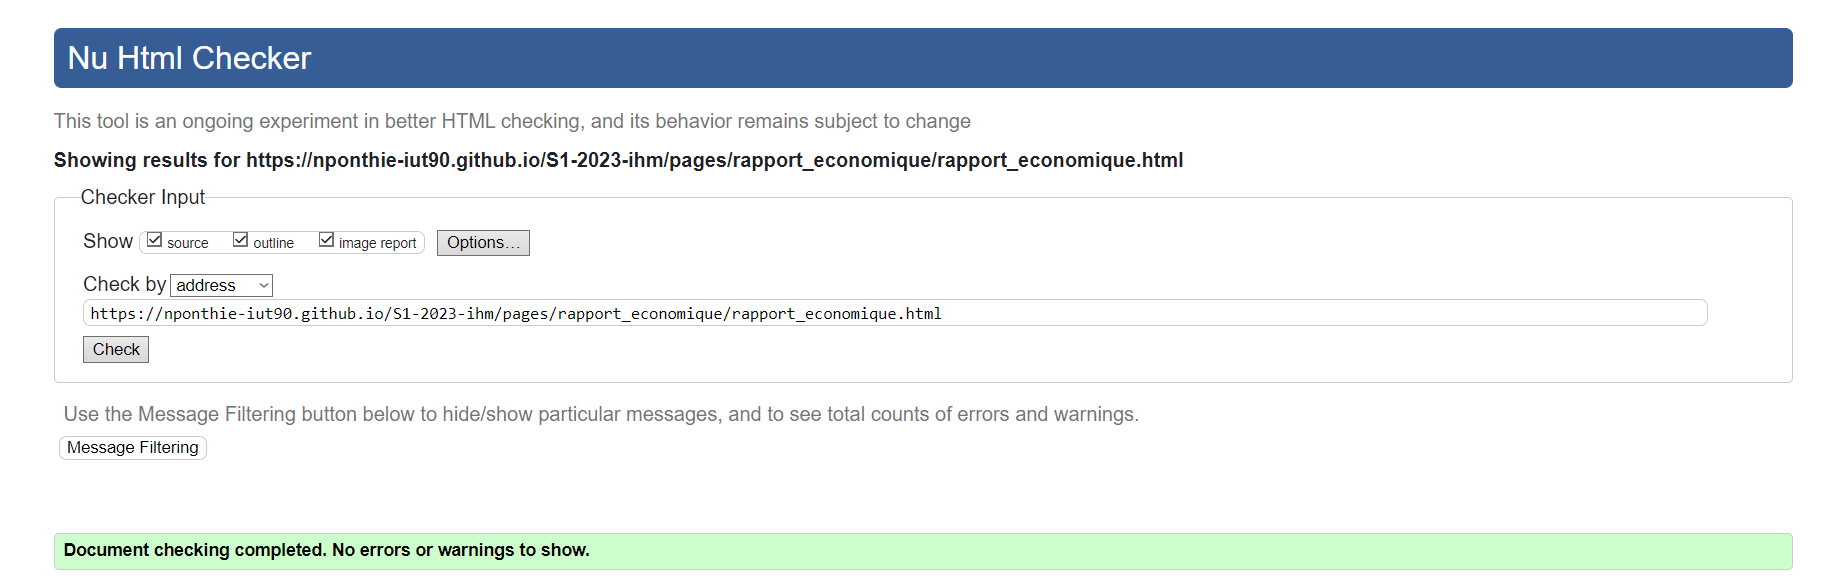 Nu Html Checker
This tool is an ongoing experiment in better HTML checking, and its behavior remains subject to change
Showing results for https://nponthie-iut90.github.io/S1-2023-ihm/pages/rapport_economique/rapport_economique.html
Checker Input
Show source outline image report Options...
Check by address
https://nponthie-iut90.github.io/S1-2023-ihm/pages/rapport_economique/rapport_economique.html
Check
Use the Message Filtering button below to hide/show particular messages, and to see total counts of errors and warnings.
Message Filtering
Document checking completed. No errors or warnings to show.